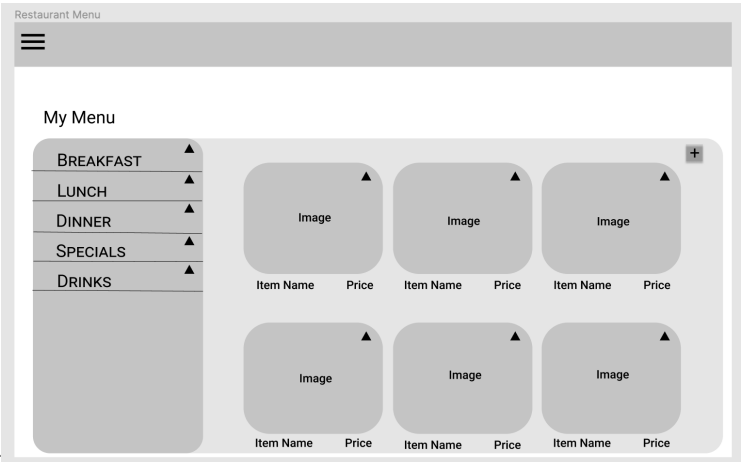 Restaurant Menu
My Menu
BREAKFAST
LUNCH
DINNER
SPECIALS
DRINKS
+
Image
Image
Image
Item Name Price
Item Name Price
Item Name Price
Image
Image
Image
Item Name Price
Item Name Price
Item Name Price